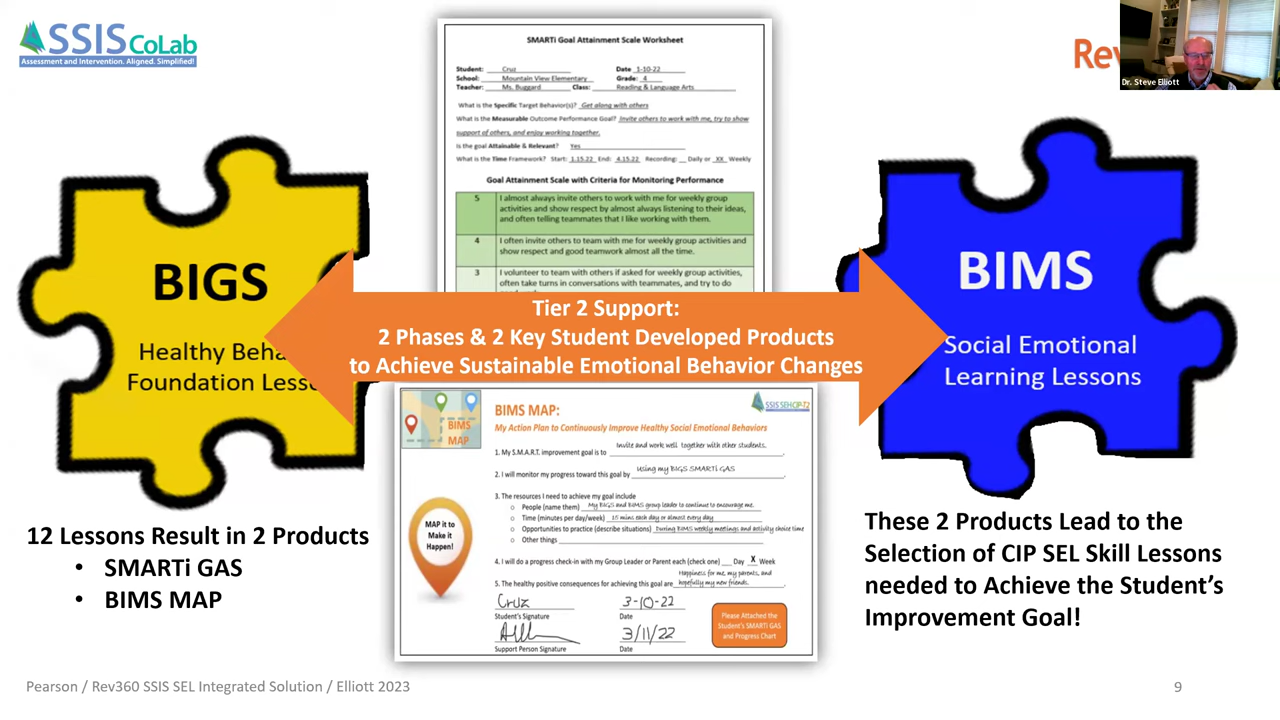 SSIS CoLab
Assessment and Intervention. Aligned. Simplified!
Rev
Dr. Steve Elliott
SMARTi Goal Attainment Scale Worksheet
Student: Cruz Date 1-10-22
School: Mountain View Elementary Grade: 4
Teacher: Ms. Buggard Class: Reading & Language Arts
What is the Specific Target Behavior(s)? Get along with others
What is the Measurable Outcome Performance Goal? Invite others to work with me, try to show
support of others, and enjoy working together.
Is the goal Attainable & Relevant? Yes
What is the Time Framework? Start: 1.15.22 End: 4.15.22 Recording: __ Daily or XX Weekly
Goal Attainment Scale with Criteria for Monitoring Performance
5 I almost always invite others to work with me for weekly group
activities and show respect by almost always listening to their ideas,
and often telling teammates that I like working with them.
4 I often invite others to team with me for weekly group activities and
show respect and good teamwork almost all the time.
3 I volunteer to team with others if asked for weekly group activities,
often take turns in conversations with teammates, and try to do
BIGS
Healthy Beha
Foundation Less
Tier 2 Support:
2 Phases & 2 Key Student Developed Products
to Achieve Sustainable Emotional Behavior Changes
BIMS
Social Emotional
Learning Lessons
BIMS
MAP
BIMS MAP:
SSIS SEHCIP-T2
My Action Plan to Continuously Improve Healthy Social Emotional Behaviors
1. My S.M.A.R.T. improvement goal is to Invite and work well together with other students.
2. I will monitor my progress toward this goal by Using my BIGS SMARTi GAS
3. The resources I need to achieve my goal include
o People (name them) My BIGS and BIMS group leader to continue to encourage me.
o Time (minutes per day/week) 15 mins each day or almost every day
o Opportunities to practice (describe situations) During BIMS weekly meetings and activity choice time
o Other things
4. I will do a progress check-in with my Group Leader or Parent each (check one) __ Day X Week
5. The healthy positive consequences for achieving this goal are Happiness for me, my parents, and
hopefully my new friends.
MAP it to
Make it
Happen!
Cruz 3-10-22
Student's Signature Date
3/11/22
Support Person Signature Date
Please Attached the
Student's SMARTi GAS
and Progress Chart
12 Lessons Result in 2 Products
• SMARTi GAS
• BIMS MAP
These 2 Products Lead to the
Selection of CIP SEL Skill Lessons
needed to Achieve the Student's
Improvement Goal!
Pearson / Rev360 SSIS SEL Integrated Solution / Elliott 2023
9